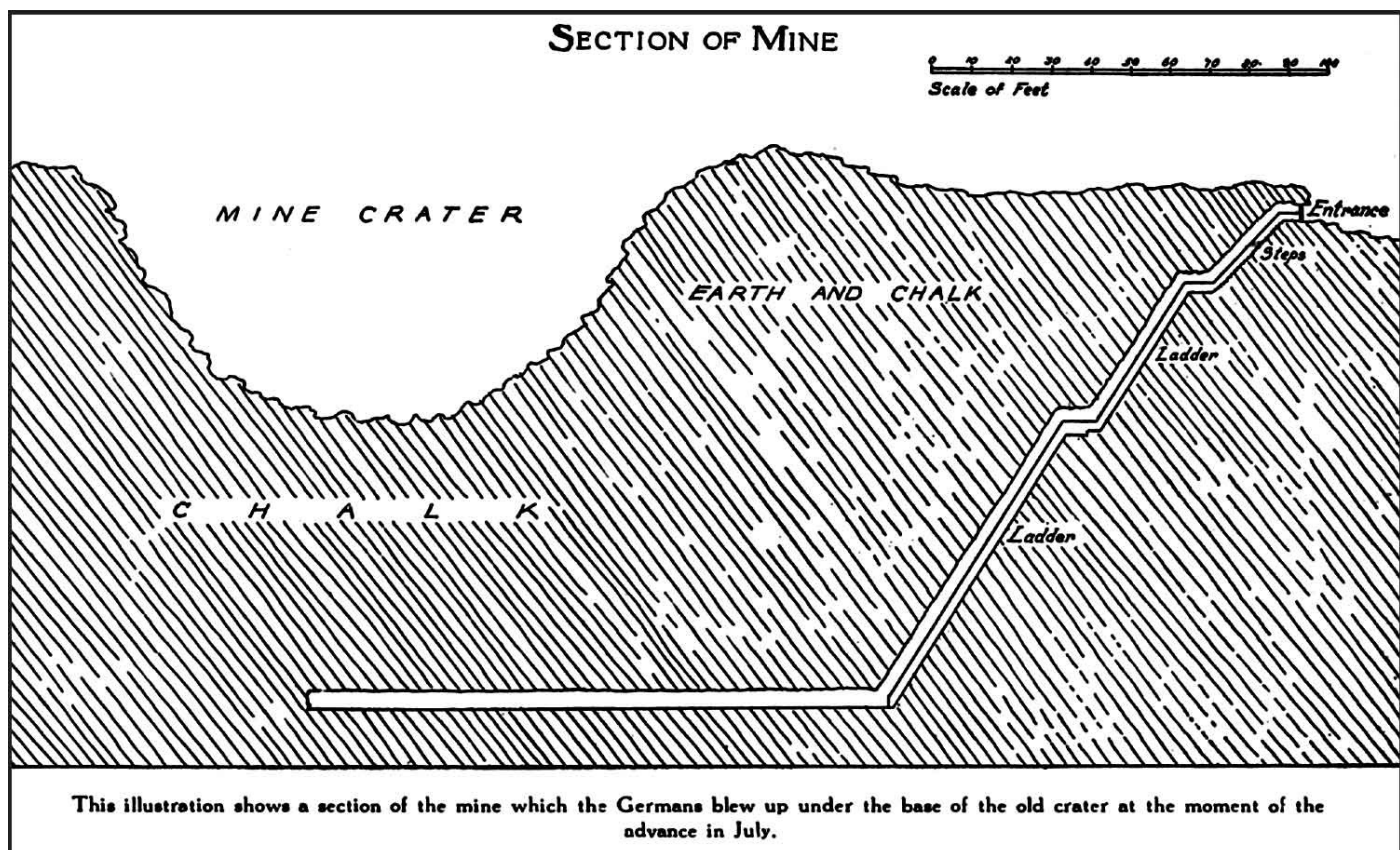 SECTION OF MINE
0 10 20 30 40 50 60 70 80 90 100
Scale of Feet
MINE CRATER
Entrance
Steps
EARTH AND CHALK
Ladder
CHALK
Ladder
This illustration shows a section of the mine which the Germans blew up under the base of the old crater at the moment of the
advance in July.